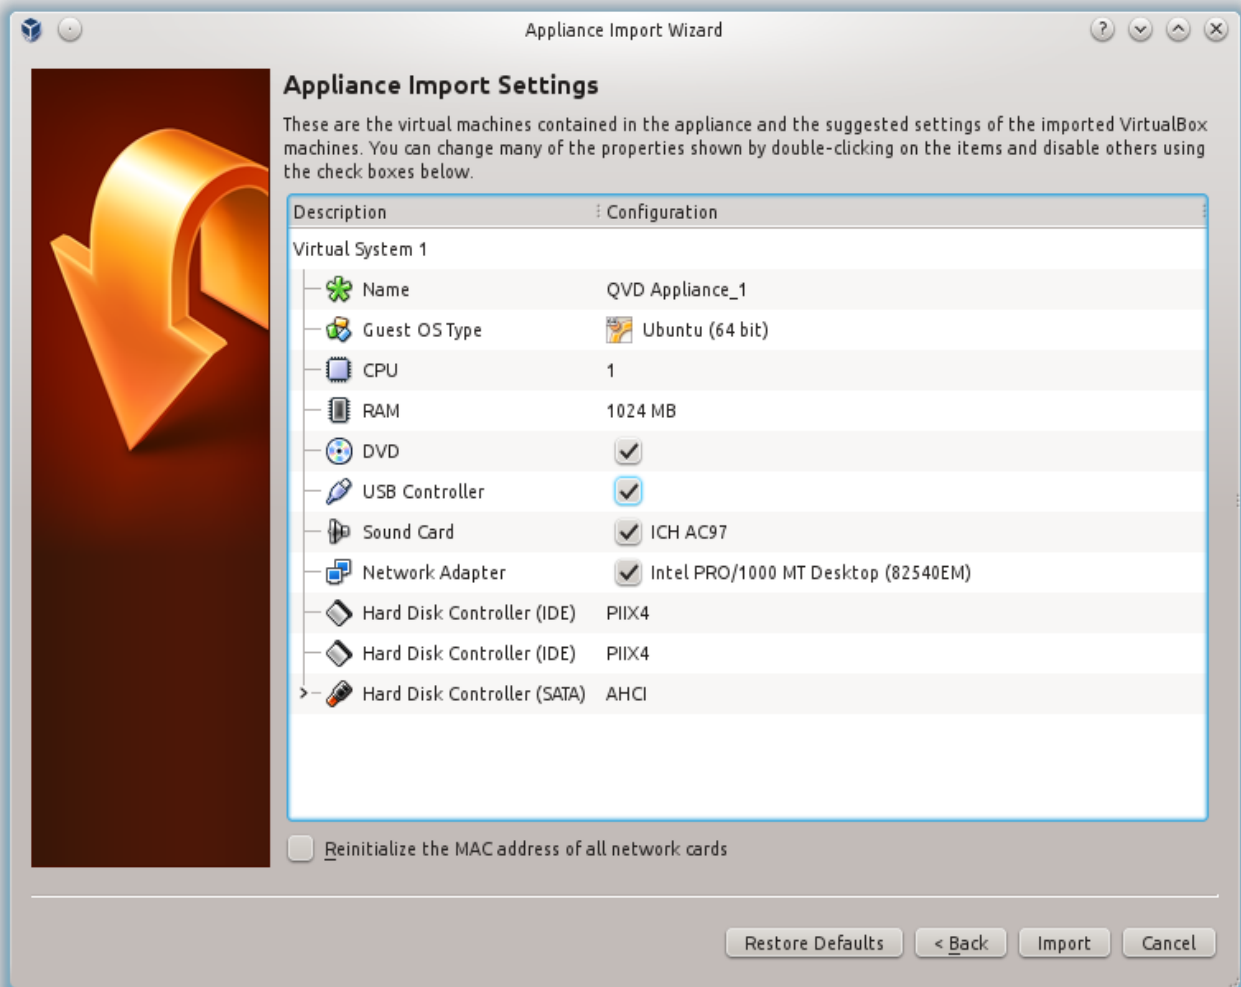 Appliance Import Wizard
Appliance Import Settings
These are the virtual machines contained in the appliance and the suggested settings of the imported VirtualBox
machines. You can change many of the properties shown by double-clicking on the items and disable others using
the check boxes below.
Description Configuration
Virtual System 1
Name QVD Appliance_1
Guest OS Type Ubuntu (64 bit)
CPU 1
RAM 1024 MB
DVD
USB Controller
Sound Card ICH AC97
Network Adapter Intel PRO/1000 MT Desktop (82540EM)
Hard Disk Controller (IDE) PIIX4
Hard Disk Controller (IDE) PIIX4
Hard Disk Controller (SATA) AHCI
Reinitialize the MAC address of all network cards
Restore Defaults < Back Import Cancel